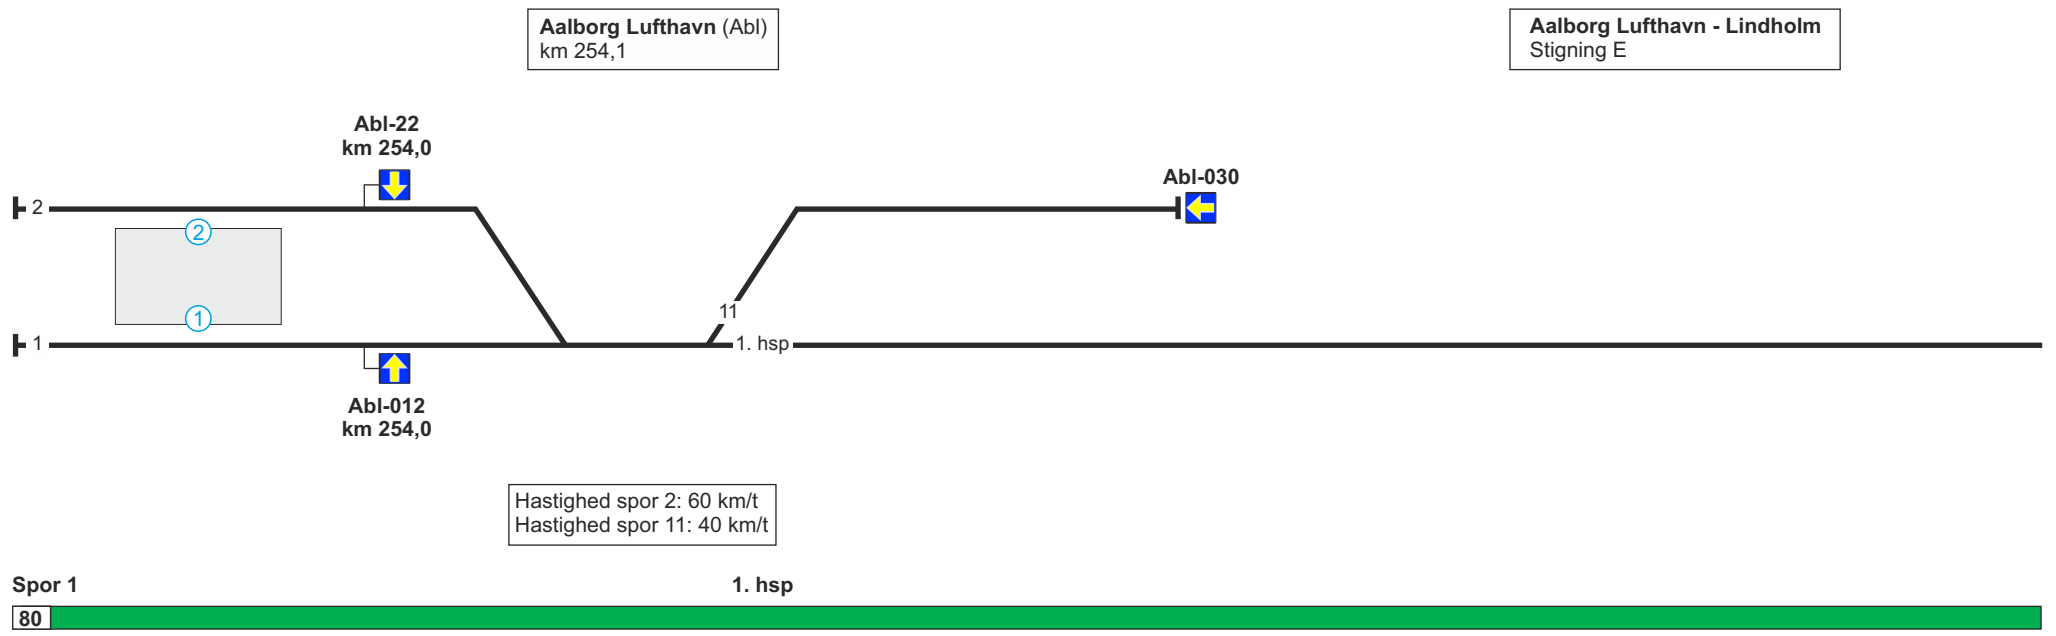 Aalborg Lufthavn (Abl)
km 254,1
Aalborg Lufthavn - Lindholm
Stigning E
Abl-22
km 254,0
Abl-030
2
2
11
1
1
1. hsp
Abl-012
km 254,0
Hastighed spor 2: 60 km/t
Hastighed spor 11: 40 km/t
Spor 1
1. hsp
80